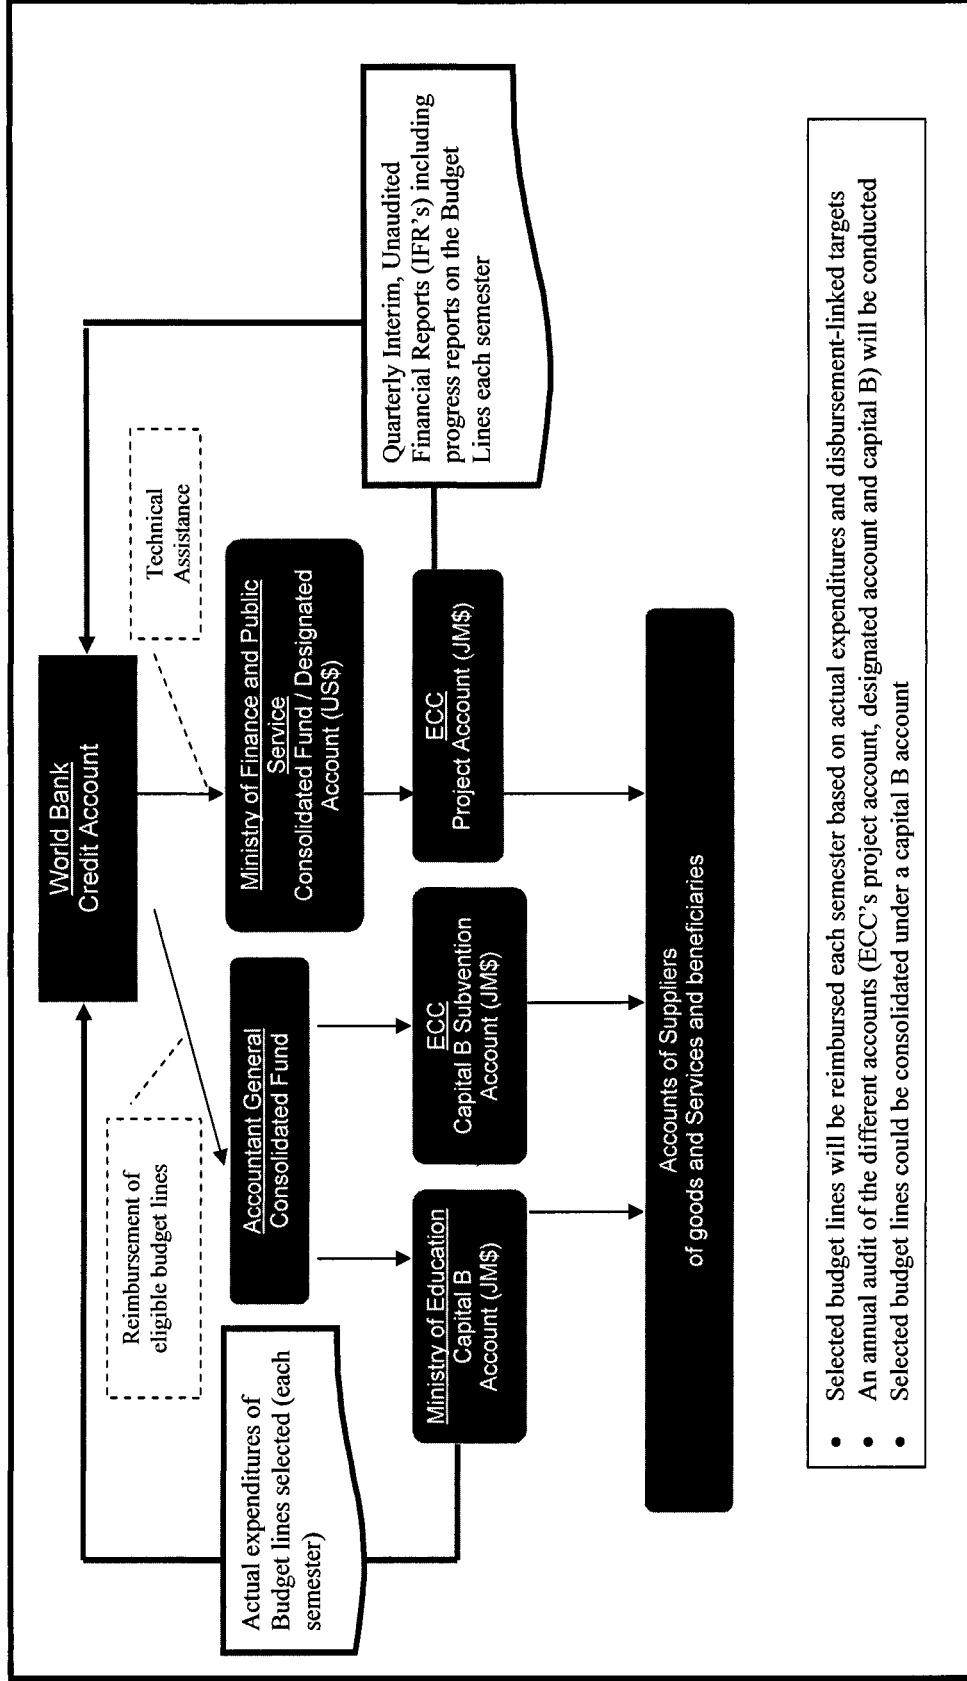 World Bank
Credit Account
Technical
Assistance
Reimbursement of
eligible budget lines
Actual expenditures of
Budget lines selected (each
semester)
Accountant General
Consolidated Fund
Ministry of Finance and Public
Service
Consolidated Fund / Designated
Account (US$)
Quarterly Interim, Unaudited
Financial Reports (IFR's) including
progress reports on the Budget
Lines each semester
Ministry of Education
Capital B
Account (JM$)
ECC
Capital B Subvention
Account (JM$)
ECC
Project Account (JM$)
Accounts of Suppliers
of goods and Services and beneficiaries
• Selected budget lines will be reimbursed each semester based on actual expenditures and disbursement-linked targets
• An annual audit of the different accounts (ECC's project account, designated account and capital B) will be conducted
• Selected budget lines could be consolidated under a capital B account